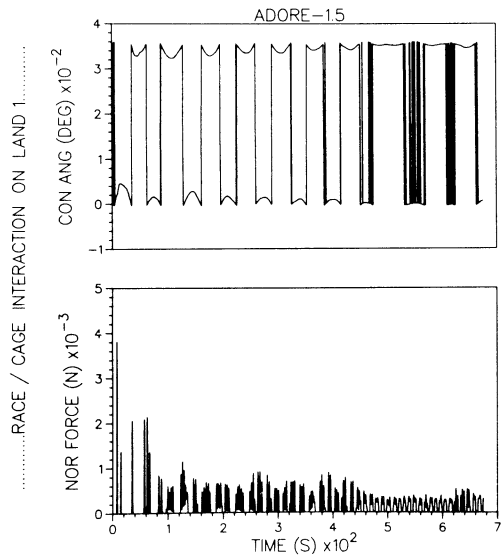 ADORE-1.5
.............RACE / CAGE INTERACTION ON LAND 1.............
CON ANG (DEG) x10⁻²
4
3
2
1
0
-1
NOR FORCE (N) x10⁻³
5
4
3
2
1
0
0 1 2 3 4 5 6 7
TIME (S) x10²